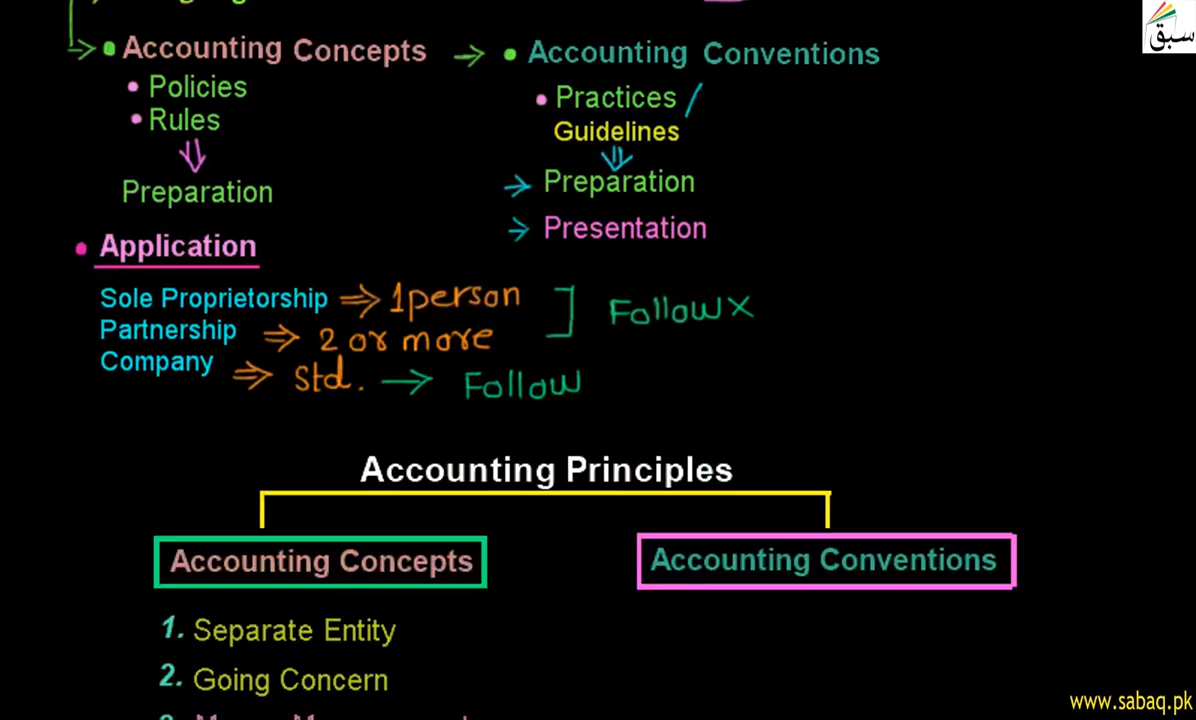 سبق
Accounting Concepts
Accounting Conventions
Policies
Rules
Practices /
Guidelines
Preparation
Preparation
Presentation
Application
Sole Proprietorship ⇒ 1 person
Partnership ⇒ 2 or more
Follow X
Company ⇒ Std. → Follow
Accounting Principles
Accounting Concepts
Accounting Conventions
1. Separate Entity
2. Going Concern
www.sabaq.pk